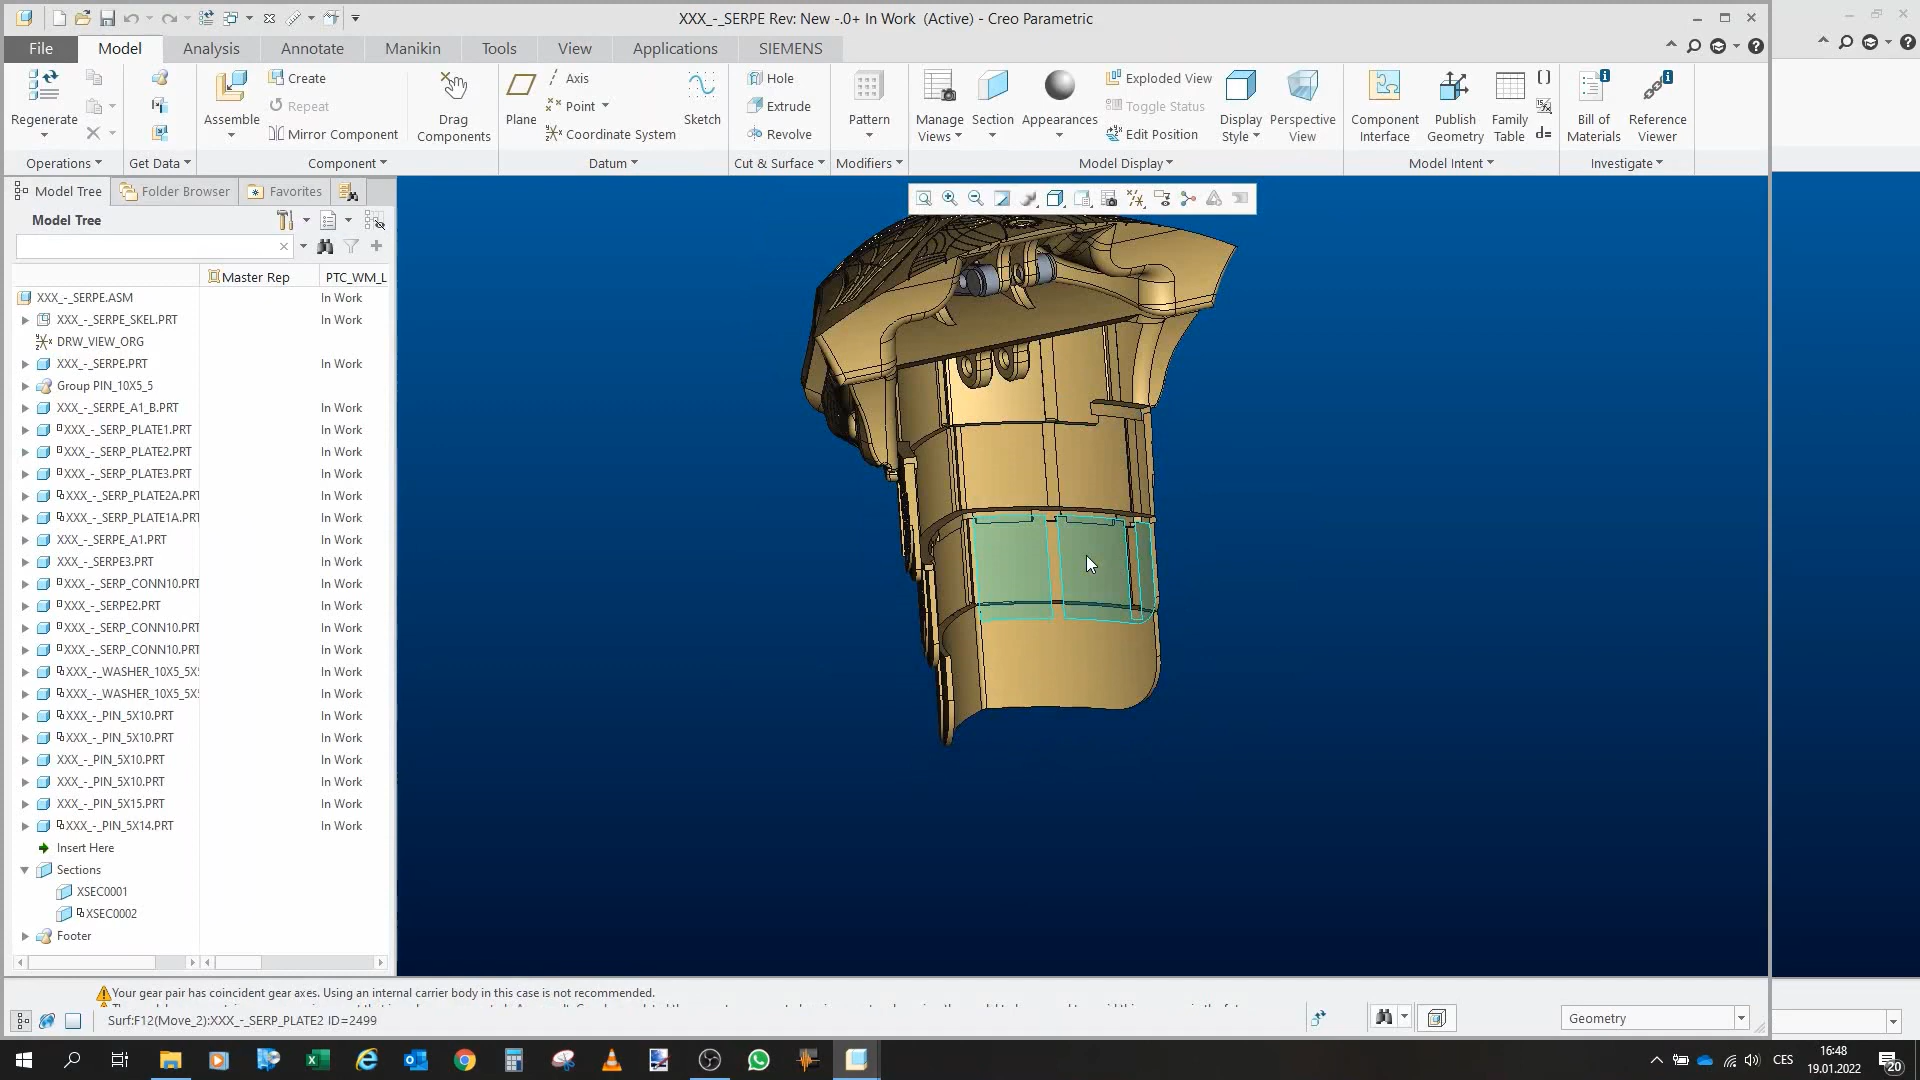 XXX_-_SERPE Rev: New -.0+ In Work (Active) - Creo Parametric
File Model Analysis Annotate Manikin Tools View Applications SIEMENS
Regenerate
Operations
Get Data
Assemble
Create
Repeat
Mirror Component
Drag Components
Component
Plane
Axis
Point
Coordinate System
Sketch
Datum
Hole
Extrude
Revolve
Cut & Surface
Pattern
Modifiers
Manage Views
Section
Appearances
Exploded View
Toggle Status
Edit Position
Display Style
Perspective View
Model Display
Component Interface
Publish Geometry
Family Table
Model Intent
Bill of Materials
Reference Viewer
Investigate
Model Tree Folder Browser Favorites
Model Tree
Master Rep PTC_WM_L
XXX_-_SERPE.ASM In Work
XXX_-_SERPE_SKEL.PRT In Work
DRW_VIEW_ORG
XXX_-_SERPE.PRT In Work
Group PIN_10X5_5
XXX_-_SERPE_A1_B.PRT In Work
XXX_-_SERP_PLATE1.PRT In Work
XXX_-_SERP_PLATE2.PRT In Work
XXX_-_SERP_PLATE3.PRT In Work
XXX_-_SERP_PLATE2A.PRT In Work
XXX_-_SERP_PLATE1A.PRT In Work
XXX_-_SERPE_A1.PRT In Work
XXX_-_SERPE3.PRT In Work
XXX_-_SERP_CONN10.PRT In Work
XXX_-_SERPE2.PRT In Work
XXX_-_SERP_CONN10.PRT In Work
XXX_-_SERP_CONN10.PRT In Work
XXX_-_WASHER_10X5_5X In Work
XXX_-_WASHER_10X5_5X In Work
XXX_-_PIN_5X10.PRT In Work
XXX_-_PIN_5X10.PRT In Work
XXX_-_PIN_5X10.PRT In Work
XXX_-_PIN_5X10.PRT In Work
XXX_-_PIN_5X15.PRT In Work
XXX_-_PIN_5X14.PRT In Work
Insert Here
Sections
XSEC0001
XSEC0002
Footer
Your gear pair has coincident gear axes. Using an internal carrier body in this case is not recommended.
Surf:F12(Move_2):XXX_-_SERP_PLATE2 ID=2499
Geometry
CES
16:48
19.01.2022
20